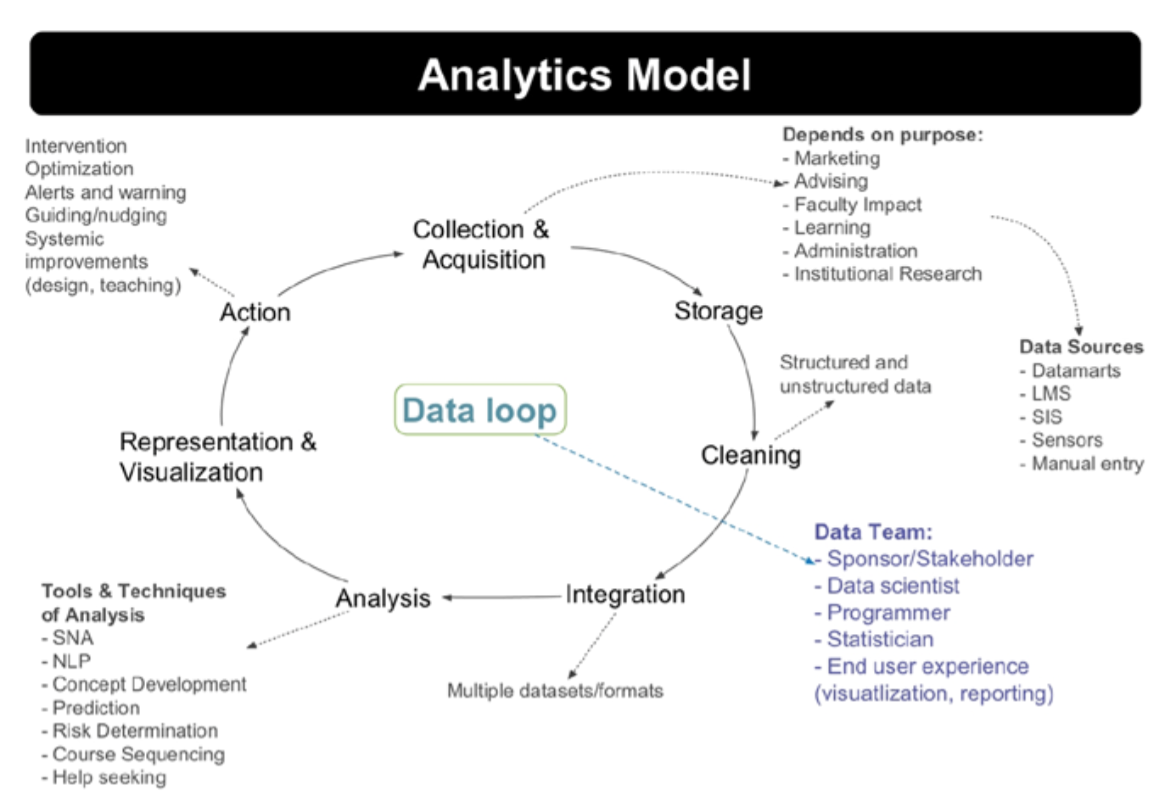 Analytics Model
Intervention
Optimization
Alerts and warning
Guiding/nudging
Systemic
improvements
(design, teaching)
Depends on purpose:
- Marketing
- Advising
- Faculty Impact
- Learning
- Administration
- Institutional Research
Collection &
Acquisition
Action
Storage
Data Sources
- Datamarts
- LMS
- SIS
- Sensors
- Manual entry
Structured and
unstructured data
Data loop
Representation &
Visualization
Cleaning
Data Team:
- Sponsor/Stakeholder
- Data scientist
- Programmer
- Statistician
- End user experience
(visuatlization, reporting)
Tools & Techniques
of Analysis
- SNA
- NLP
- Concept Development
- Prediction
- Risk Determination
- Course Sequencing
- Help seeking
Analysis
Integration
Multiple datasets/formats